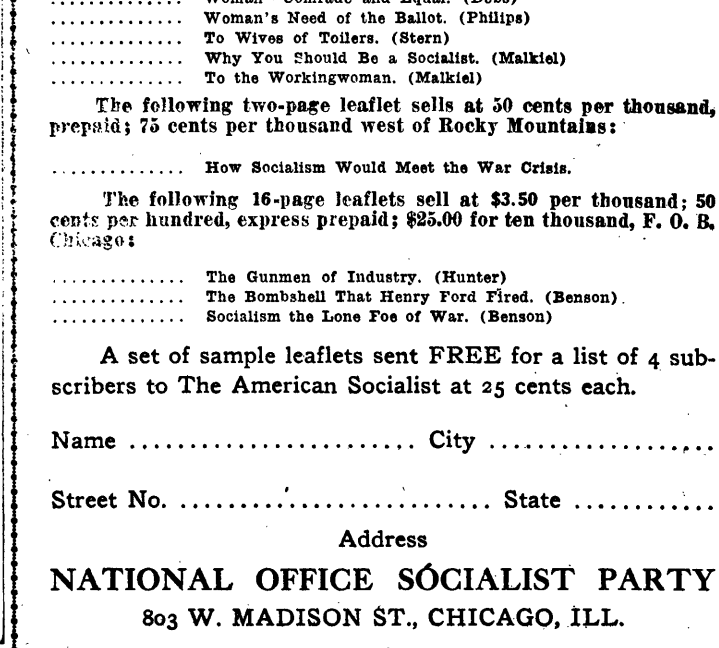 Woman- Comrade and Equal. (Debs)
.............. Woman's Need of the Ballot. (Philips)
.............. To Wives of Toilers. (Stern)
.............. Why You Should Be a Socialist. (Malkiel)
.............. To the Workingwoman. (Malkiel)
The following two-page leaflet sells at 50 cents per thousand,
prepaid; 75 cents per thousand west of Rocky Mountains:
.............. How Socialism Would Meet the War Crisis.
The following 16-page leaflets sell at $3.50 per thousand; 50
cents per hundred, express prepaid; $25.00 for ten thousand, F. O. B.
Chicago:
.............. The Gunmen of Industry. (Hunter)
.............. The Bombshell That Henry Ford Fired. (Benson)
.............. Socialism the Lone Foe of War. (Benson)
A set of sample leaflets sent FREE for a list of 4 sub-
scribers to The American Socialist at 25 cents each.
Name ........................ City ...................
Street No. .......................... State ............
Address
NATIONAL OFFICE SOCIALIST PARTY
803 W. MADISON ST., CHICAGO, ILL.